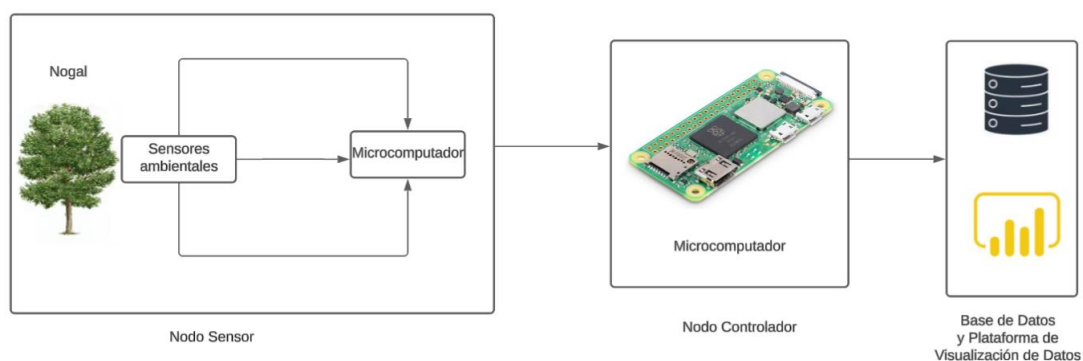 Nogal
Sensores
ambientales
Microcomputador
Nodo Sensor
Microcomputador
Nodo Controlador
Base de Datos
y Plataforma de
Visualización de Datos